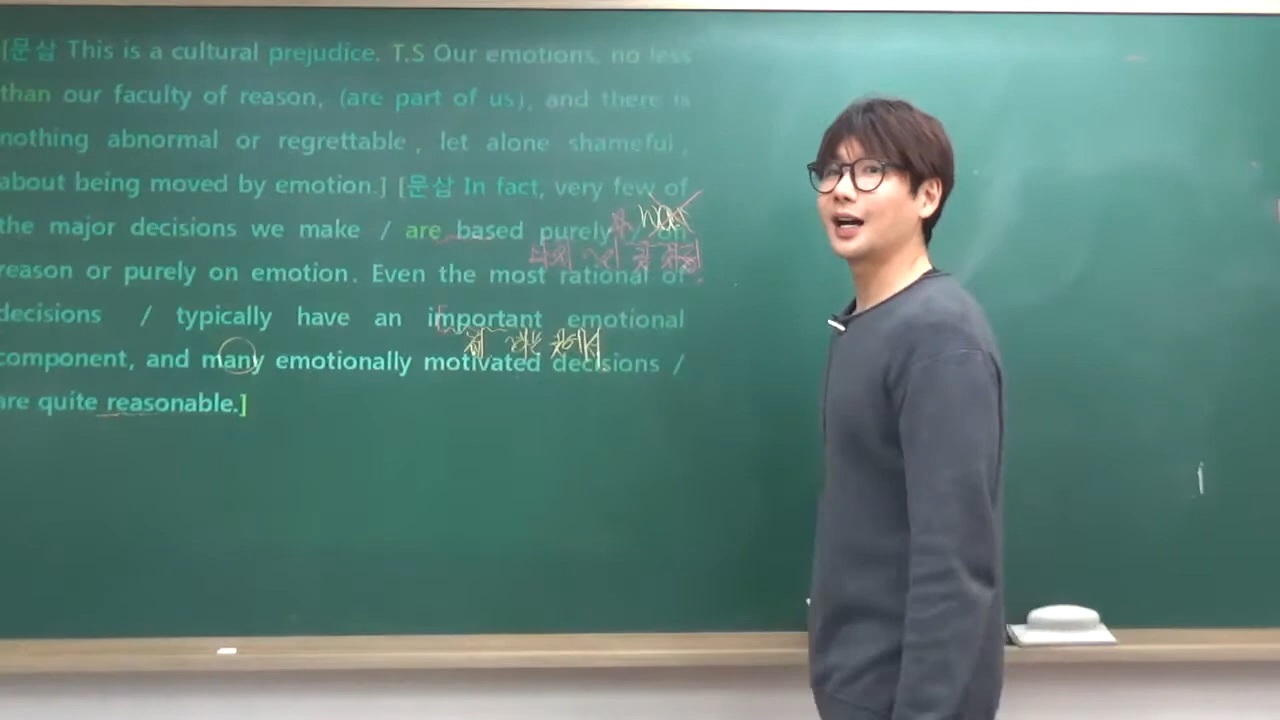 [문삽 This is a cultural prejudice. T.S Our emotions, no less
than our faculty of reason, (are part of us), and there is
nothing abnormal or regrettable, let alone shameful,
about being moved by emotion.] [문삽 In fact, very few of
the major decisions we make / are based purely / on
reason or purely on emotion. Even the most rational of
decisions / typically have an important emotional
component, and many emotionally motivated decisions /
are quite reasonable.]